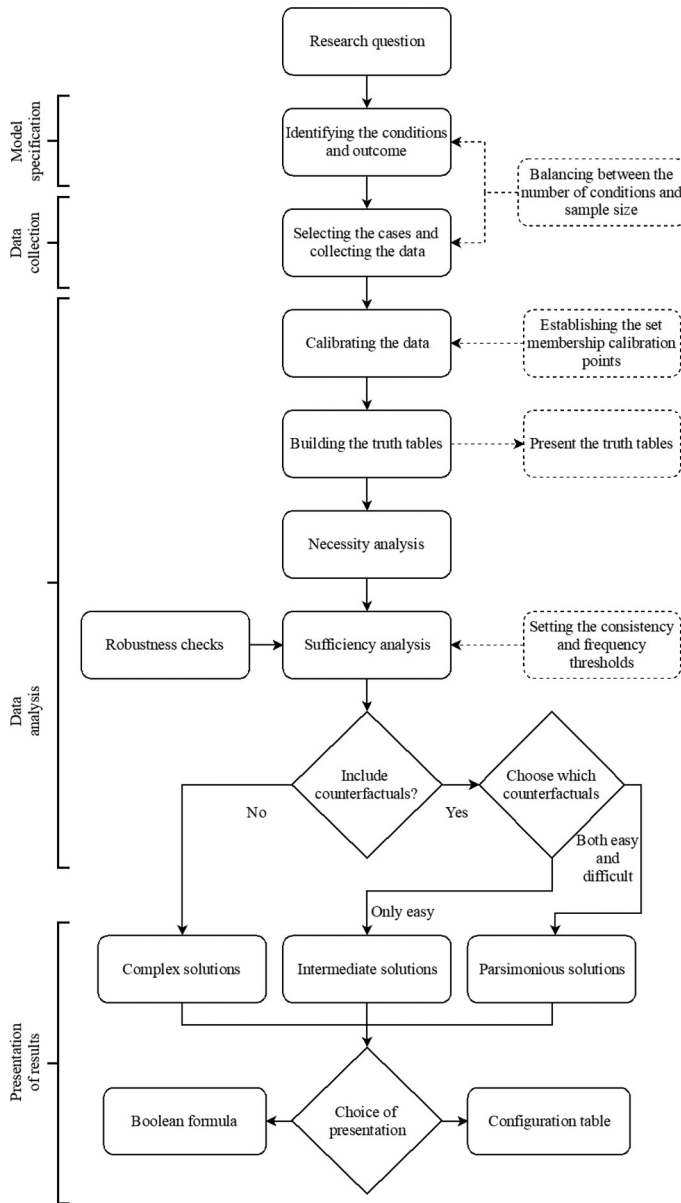 Research question
Model
specification
Identifying the conditions
and outcome
Balancing between the
number of conditions and
sample size
Data
collection
Selecting the cases and
collecting the data
Calibrating the data
Establishing the set
membership calibration
points
Building the truth tables
Present the truth tables
Necessity analysis
Data
analysis
Robustness checks
Sufficiency analysis
Setting the consistency
and frequency
thresholds
Include
counterfactuals?
Choose which
counterfactuals
No
Yes
Both easy
and
difficult
Only easy
Presentation
of results
Complex solutions
Intermediate solutions
Parsimonious solutions
Boolean formula
Choice of
presentation
Configuration table